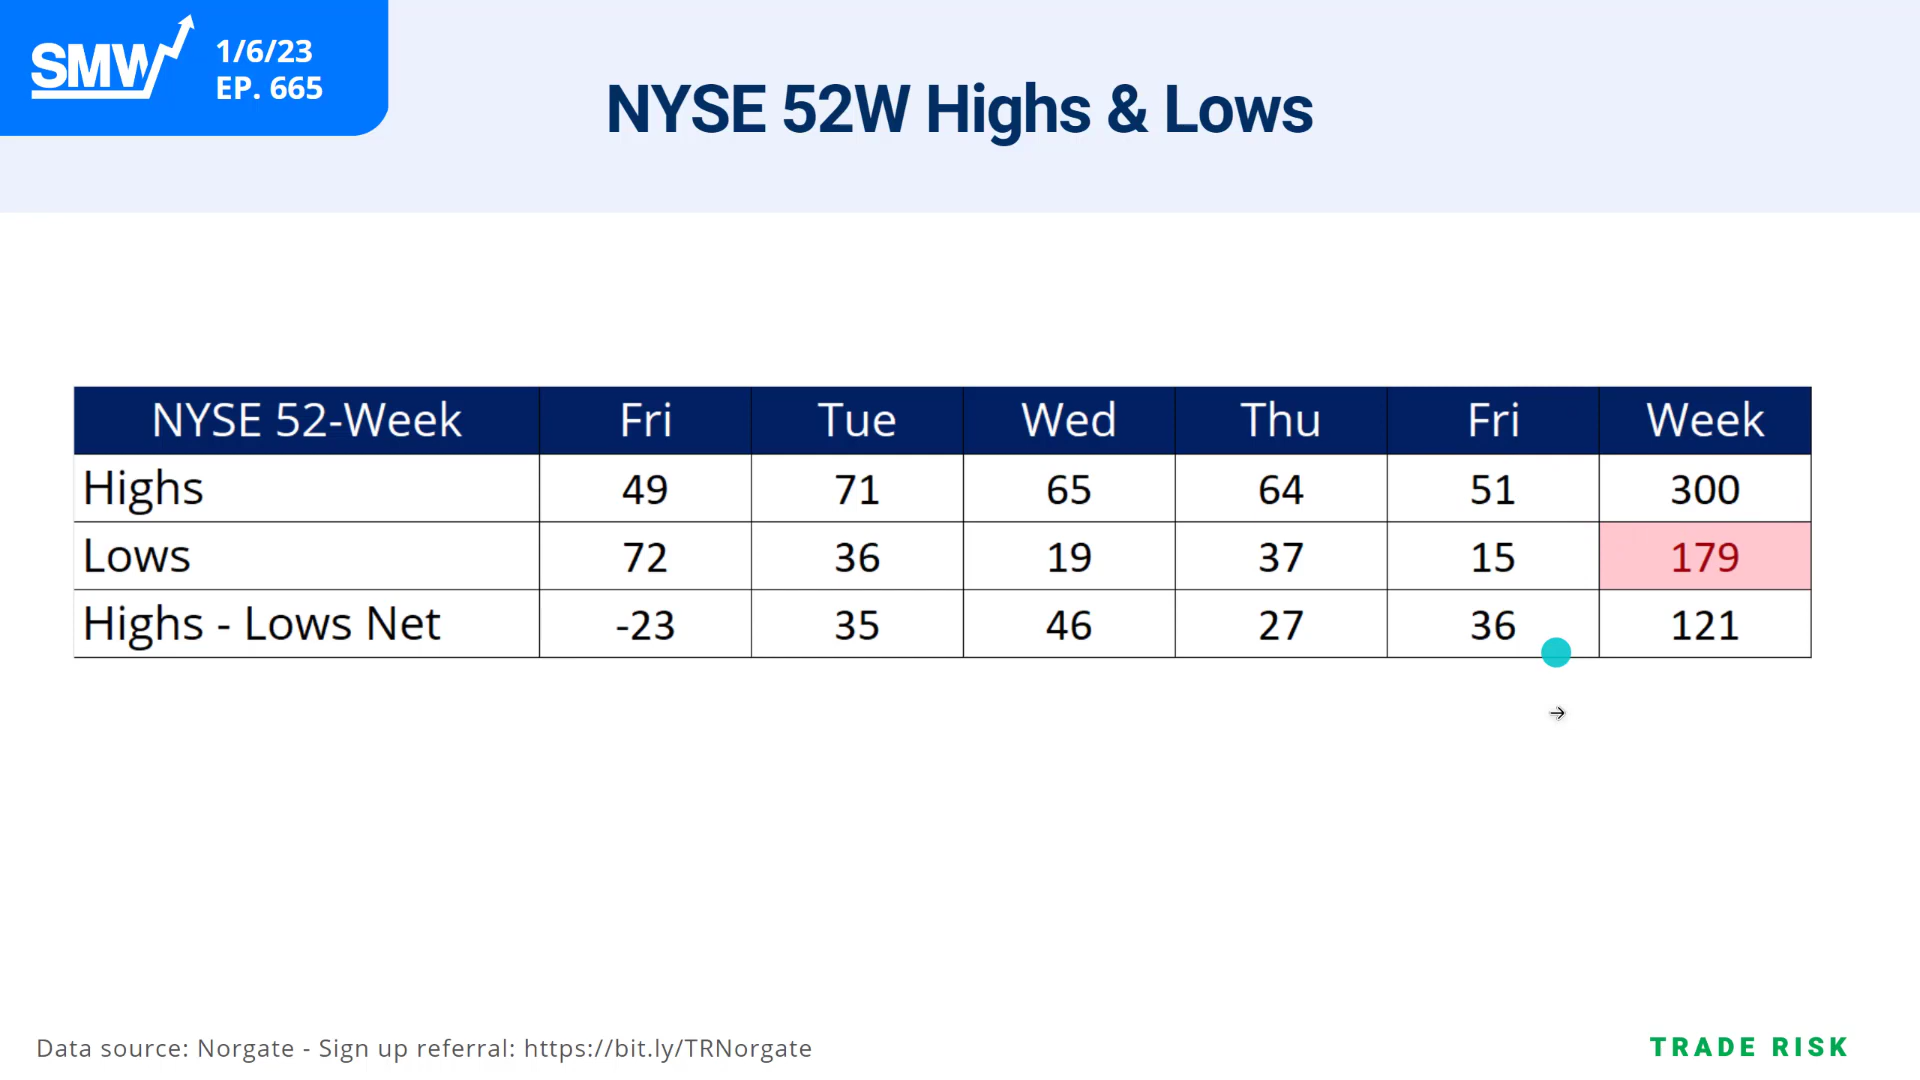 SMW
1/6/23
EP. 665
NYSE 52W Highs & Lows
NYSE 52-Week Fri Tue Wed Thu Fri Week
Highs 49 71 65 64 51 300
Lows 72 36 19 37 15 179
Highs - Lows Net -23 35 46 27 36 121
Data source: Norgate - Sign up referral: https://bit.ly/TRNorgate
TRADE RISK